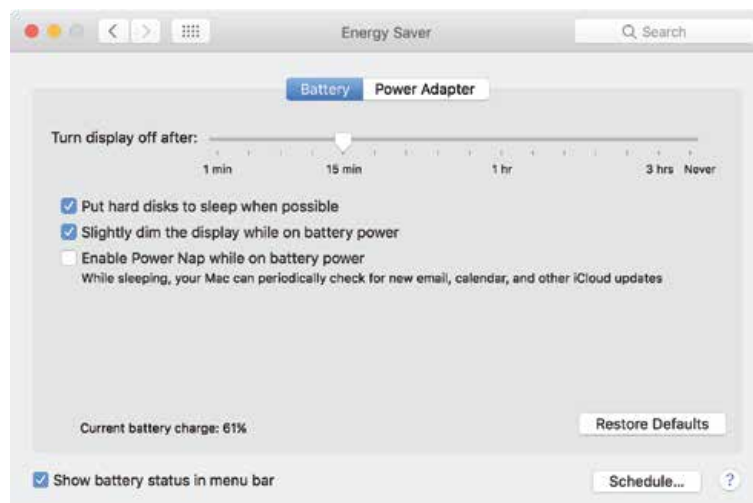 Energy Saver
Search
Battery
Power Adapter
Turn display off after:
1 min
15 min
1 hr
3 hrs
Never
Put hard disks to sleep when possible
Slightly dim the display while on battery power
Enable Power Nap while on battery power
While sleeping, your Mac can periodically check for new email, calendar, and other iCloud updates
Current battery charge: 61%
Restore Defaults
Show battery status in menu bar
Schedule...
?